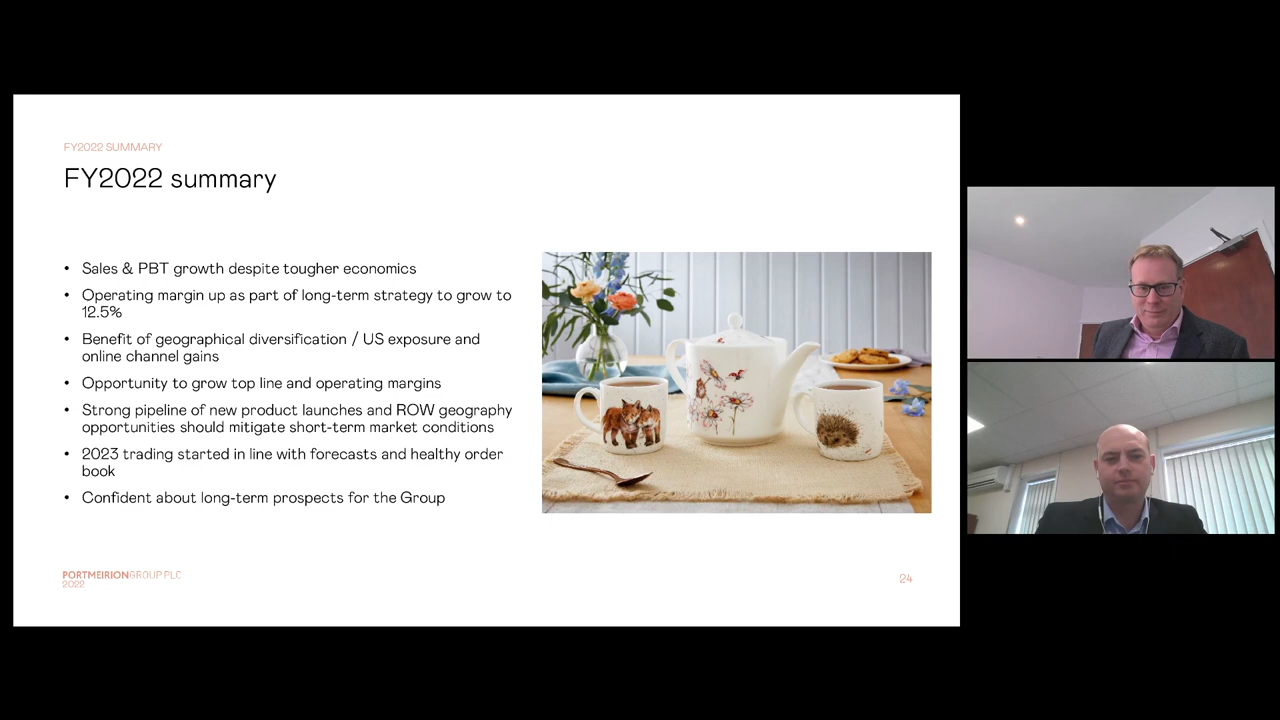 FY2022 SUMMARY
FY2022 summary
• Sales & PBT growth despite tougher economics
• Operating margin up as part of long-term strategy to grow to
12.5%
• Benefit of geographical diversification / US exposure and
online channel gains
• Opportunity to grow top line and operating margins
• Strong pipeline of new product launches and ROW geography
opportunities should mitigate short-term market conditions
• 2023 trading started in line with forecasts and healthy order
book
• Confident about long-term prospects for the Group
PORTMEIRION GROUP PLC
2022
24